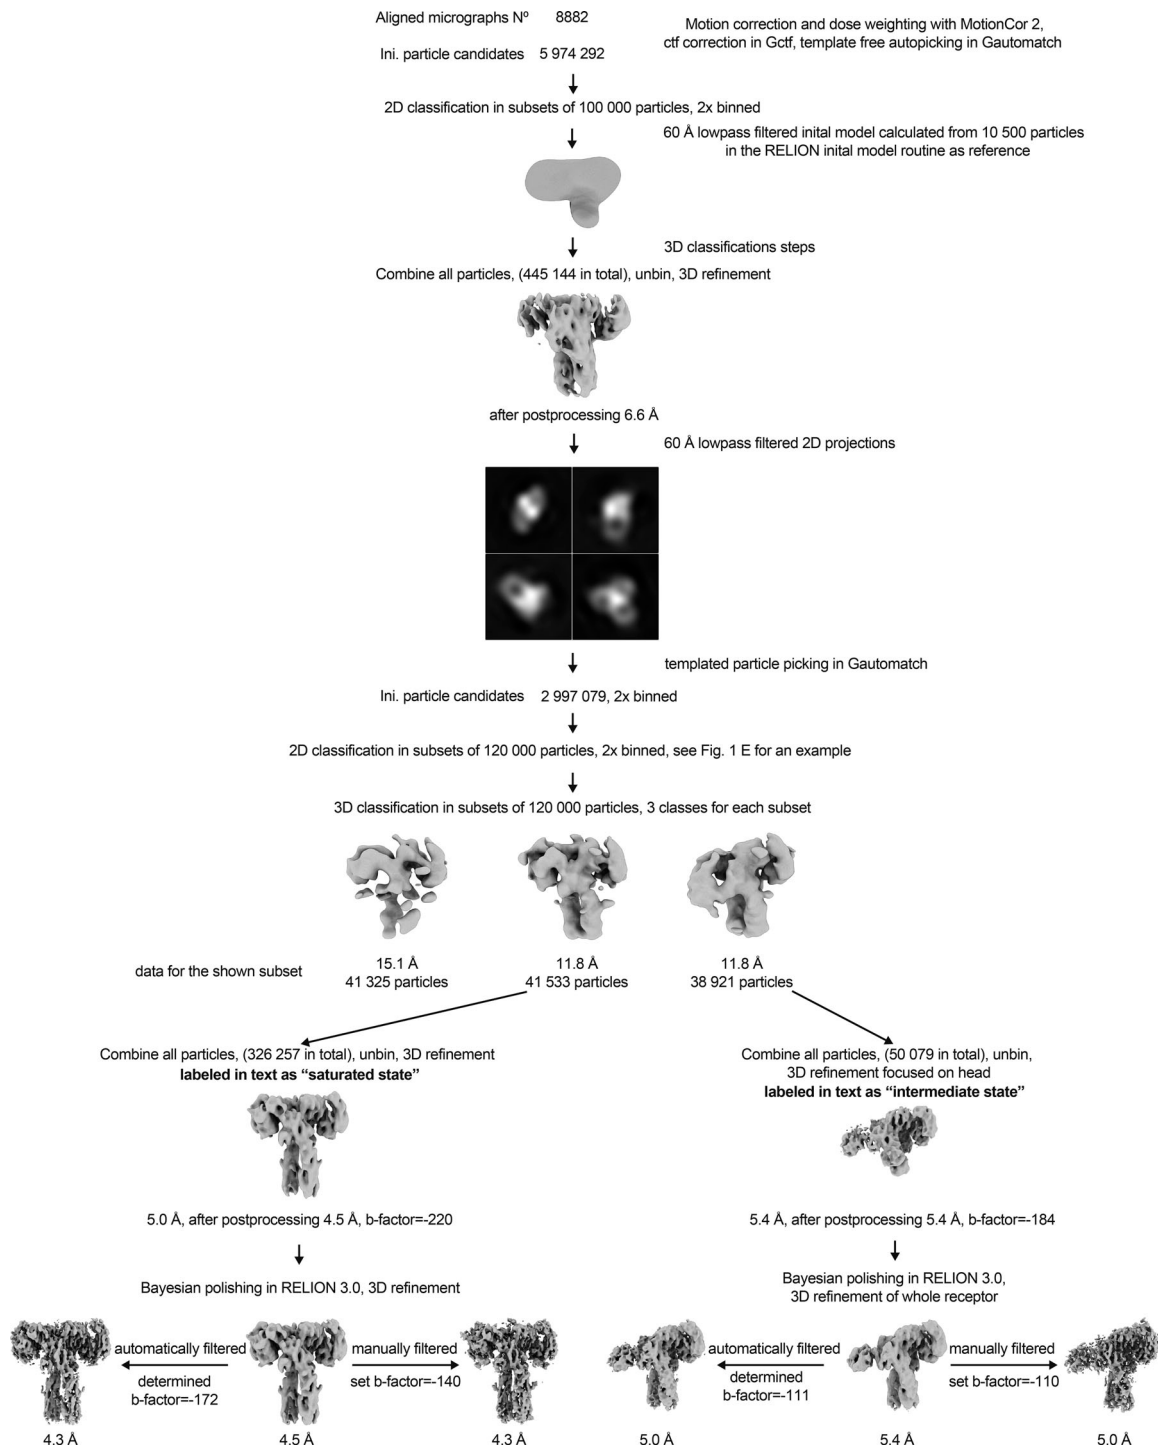 Aligned micrographs Nº 8882
Motion correction and dose weighting with MotionCor 2,
ctf correction in Gctf, template free autopicking in Gautomatch
Ini. particle candidates 5 974 292
2D classification in subsets of 100 000 particles, 2x binned
60 Å lowpass filtered inital model calculated from 10 500 particles
in the RELION inital model routine as reference
3D classifications steps
Combine all particles, (445 144 in total), unbin, 3D refinement
after postprocessing 6.6 Å
60 Å lowpass filtered 2D projections
templated particle picking in Gautomatch
Ini. particle candidates 2 997 079, 2x binned
2D classification in subsets of 120 000 particles, 2x binned, see Fig. 1 E for an example
3D classification in subsets of 120 000 particles, 3 classes for each subset
data for the shown subset
15.1 Å
41 325 particles
11.8 Å
41 533 particles
11.8 Å
38 921 particles
Combine all particles, (326 257 in total), unbin, 3D refinement
labeled in text as “saturated state”
5.0 Å, after postprocessing 4.5 Å, b-factor=-220
Bayesian polishing in RELION 3.0, 3D refinement
automatically filtered
determined
b-factor=-172
manually filtered
set b-factor=-140
4.3 Å
4.5 Å
4.3 Å
Combine all particles, (50 079 in total), unbin,
3D refinement focused on head
labeled in text as “intermediate state”
5.4 Å, after postprocessing 5.4 Å, b-factor=-184
Bayesian polishing in RELION 3.0,
3D refinement of whole receptor
automatically filtered
determined
b-factor=-111
manually filtered
set b-factor=-110
5.0 Å
5.4 Å
5.0 Å